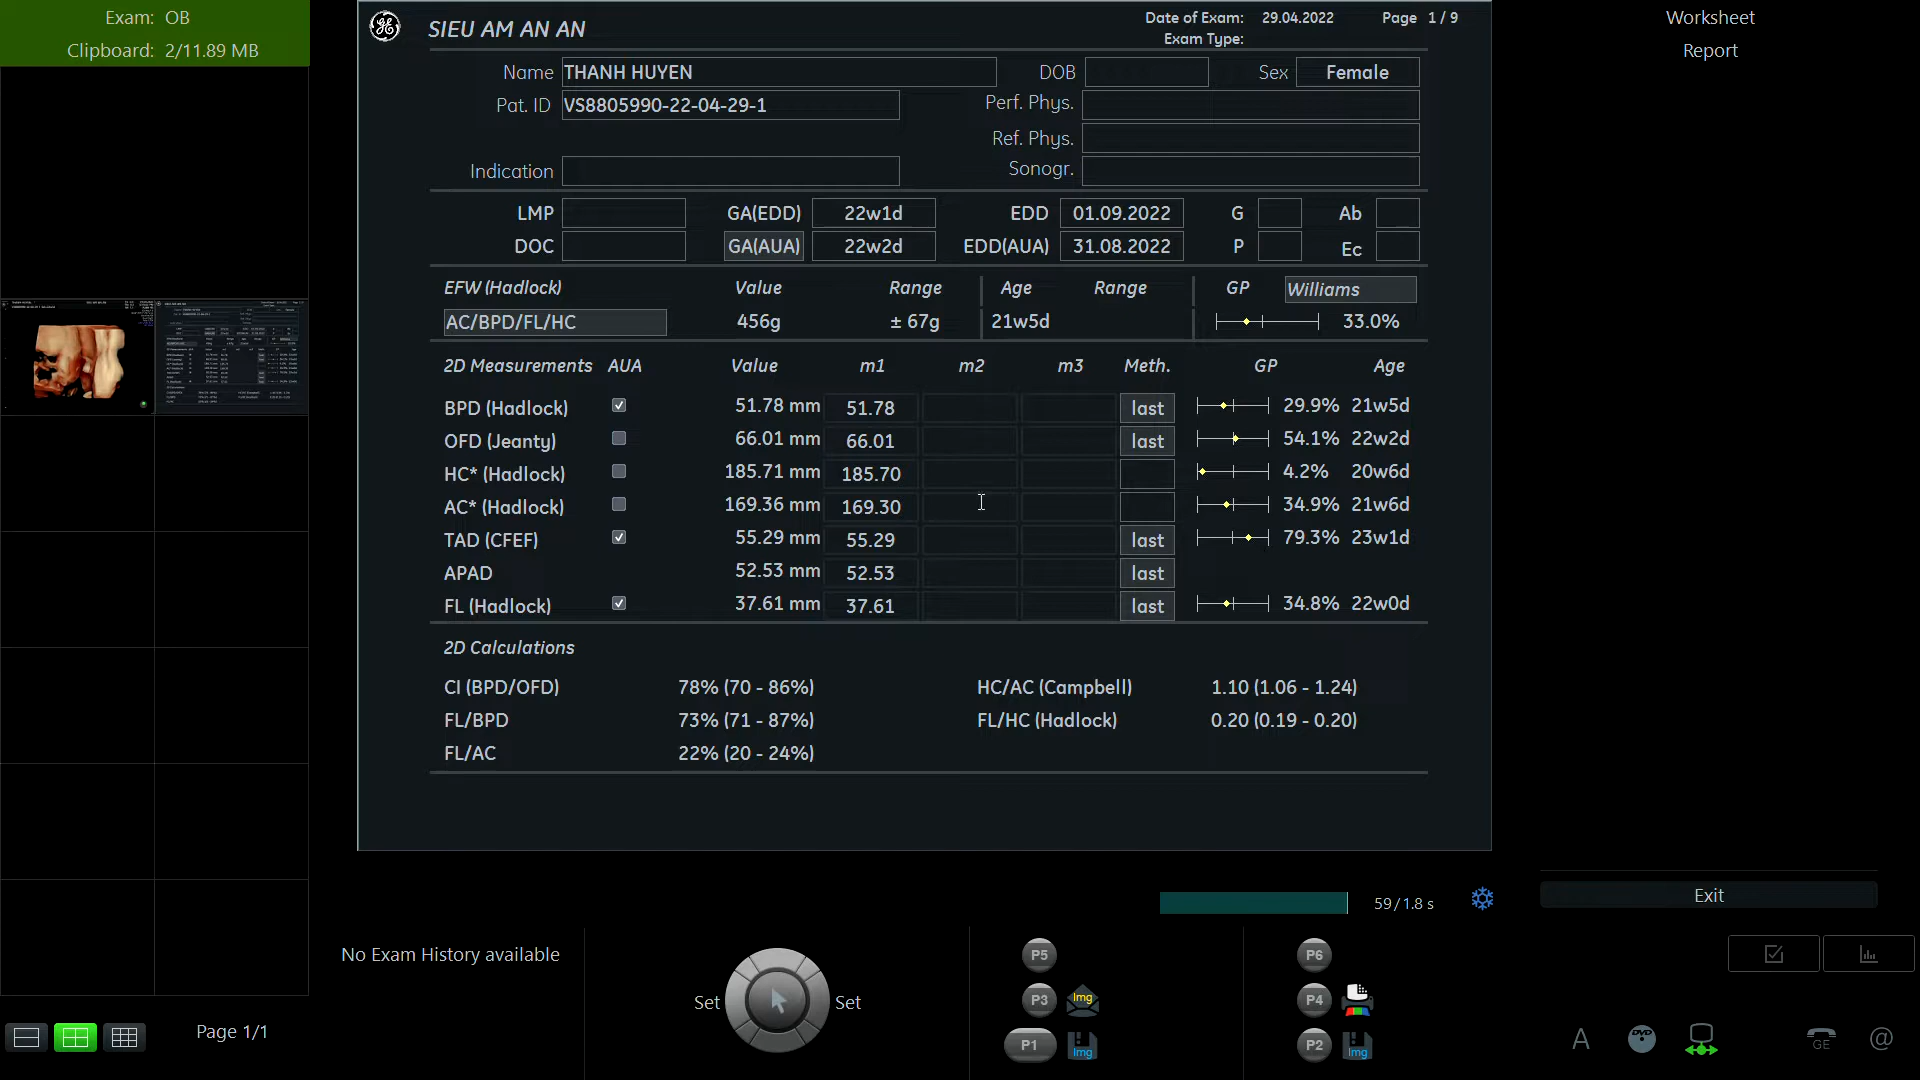 Exam: OB
Clipboard: 2/11.89 MB
SIEU AM AN AN
Date of Exam: 29.04.2022 Page 1 / 9
Exam Type:
Worksheet
Report
Name THANH HUYEN DOB Sex Female
Pat. ID VS8805990-22-04-29-1 Perf. Phys.
Ref. Phys.
Indication Sonogr.
LMP GA(EDD) 22w1d EDD 01.09.2022 G Ab
DOC GA(AUA) 22w2d EDD(AUA) 31.08.2022 P Ec
EFW (Hadlock) Value Range Age Range GP Williams
AC/BPD/FL/HC 456g ± 67g 21w5d 33.0%
2D Measurements AUA Value m1 m2 m3 Meth. GP Age
BPD (Hadlock) 51.78 mm 51.78 last 29.9% 21w5d
OFD (Jeanty) 66.01 mm 66.01 last 54.1% 22w2d
HC* (Hadlock) 185.71 mm 185.70 4.2% 20w6d
AC* (Hadlock) 169.36 mm 169.30 34.9% 21w6d
TAD (CFEF) 55.29 mm 55.29 last 79.3% 23w1d
APAD 52.53 mm 52.53 last
FL (Hadlock) 37.61 mm 37.61 last 34.8% 22w0d
2D Calculations
CI (BPD/OFD) 78% (70 - 86%) HC/AC (Campbell) 1.10 (1.06 - 1.24)
FL/BPD 73% (71 - 87%) FL/HC (Hadlock) 0.20 (0.19 - 0.20)
FL/AC 22% (20 - 24%)
59/1.8 s
Exit
No Exam History available
Set Set
P5
P3 Img
P1 Img
P6
P4
P2 Img
Page 1/1
A DVD GE @